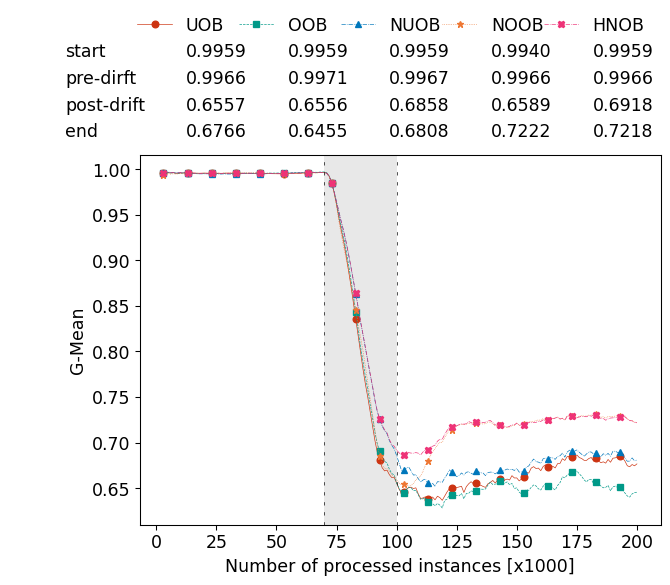 UOB OOB NUOB NOOB HNOB
start 0.9959 0.9959 0.9959 0.9940 0.9959
pre-dirft 0.9966 0.9971 0.9967 0.9966 0.9966
post-drift 0.6557 0.6556 0.6858 0.6589 0.6918
end 0.6766 0.6455 0.6808 0.7222 0.7218
1.00
0.95
0.90
0.85
0.80
0.75
0.70
0.65
G-Mean
0 25 50 75 100 125 150 175 200
Number of processed instances [x1000]